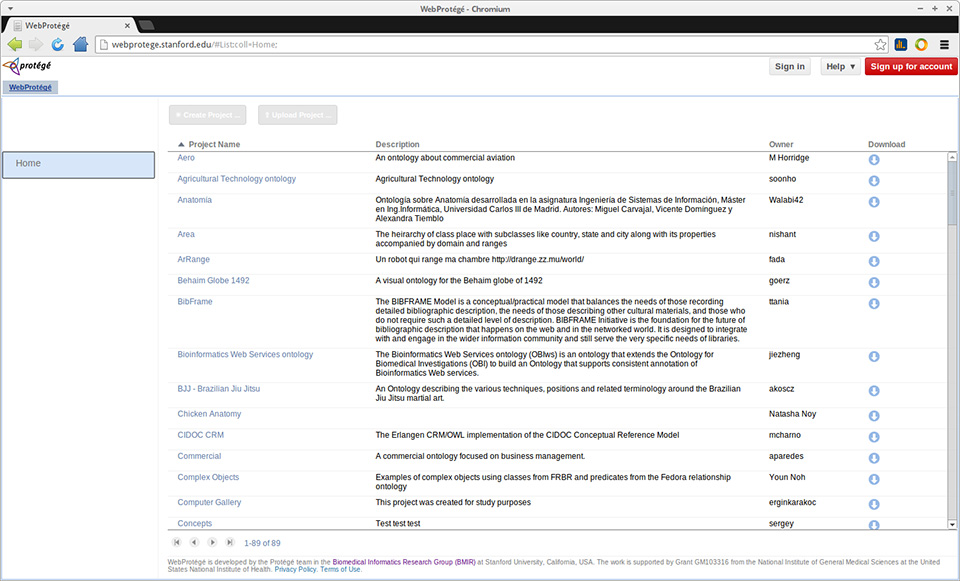 WebProtégé - Chromium
WebProtégé
webprotege.stanford.edu/#List:coll=Home;
protégé
Sign in
Help
Sign up for account
WebProtégé
Create Project ...
Upload Project ...
Home
Project Name Description Owner Download
Aero An ontology about commercial aviation M Horridge
Agricultural Technology ontology Agricultural Technology ontology soonho
Anatomia Ontología sobre Anatomía desarrollada en la asignatura Ingeniería de Sistemas de Información, Máster Walabi42
en Ing.Informática, Universidad Carlos III de Madrid. Autores: Miguel Carvajal, Vicente Dominguez y
Alexandra Tiemblo
Area The heirarchy of class place with subclasses like country, state and city along with its properties nishant
accompanied by domain and ranges
ArRange Un robot qui range ma chambre http://drange.zz.mu/world/ fada
Behaim Globe 1492 A visual ontology for the Behaim globe of 1492 goerz
BibFrame The BIBFRAME Model is a conceptual/practical model that balances the needs of those recording ttania
detailed bibliographic description, the needs of those describing other cultural materials, and those who
do not require such a detailed level of description. BIBFRAME Initiative is the foundation for the future of
bibliographic description that happens on the web and in the networked world. It is designed to integrate
with and engage in the wider information community and still serve the very specific needs of libraries.
Bioinformatics Web Services ontology The Bioinformatics Web Services ontology (OBIws) is an ontology that extends the Ontology for jiezheng
Biomedical Investigations (OBI) to build an Ontology that supports consistent annotation of
Bioinformatics Web services.
BJJ - Brazilian Jiu Jitsu An Ontology describing the various techniques, positions and related terminology around the Brazilian akoscz
Jiu Jitsu martial art.
Chicken Anatomy Natasha Noy
CIDOC CRM The Erlangen CRM/OWL implementation of the CIDOC Conceptual Reference Model mcharno
Commercial A commercial ontology focused on business management. aparedes
Complex Objects Examples of complex objects using classes from FRBR and predicates from the Fedora relationship Youn Noh
ontology
Computer Gallery This project was created for study purposes erginkarakoc
Concepts Test test test sergey
1-89 of 89
WebProtégé is developed by the Protégé team in the Biomedical Informatics Research Group (BMIR) at Stanford University, California, USA. The work is supported by Grant GM103316 from the National Institute of General Medical Sciences at the United
States National Institute of Health. Privacy Policy. Terms of Use.